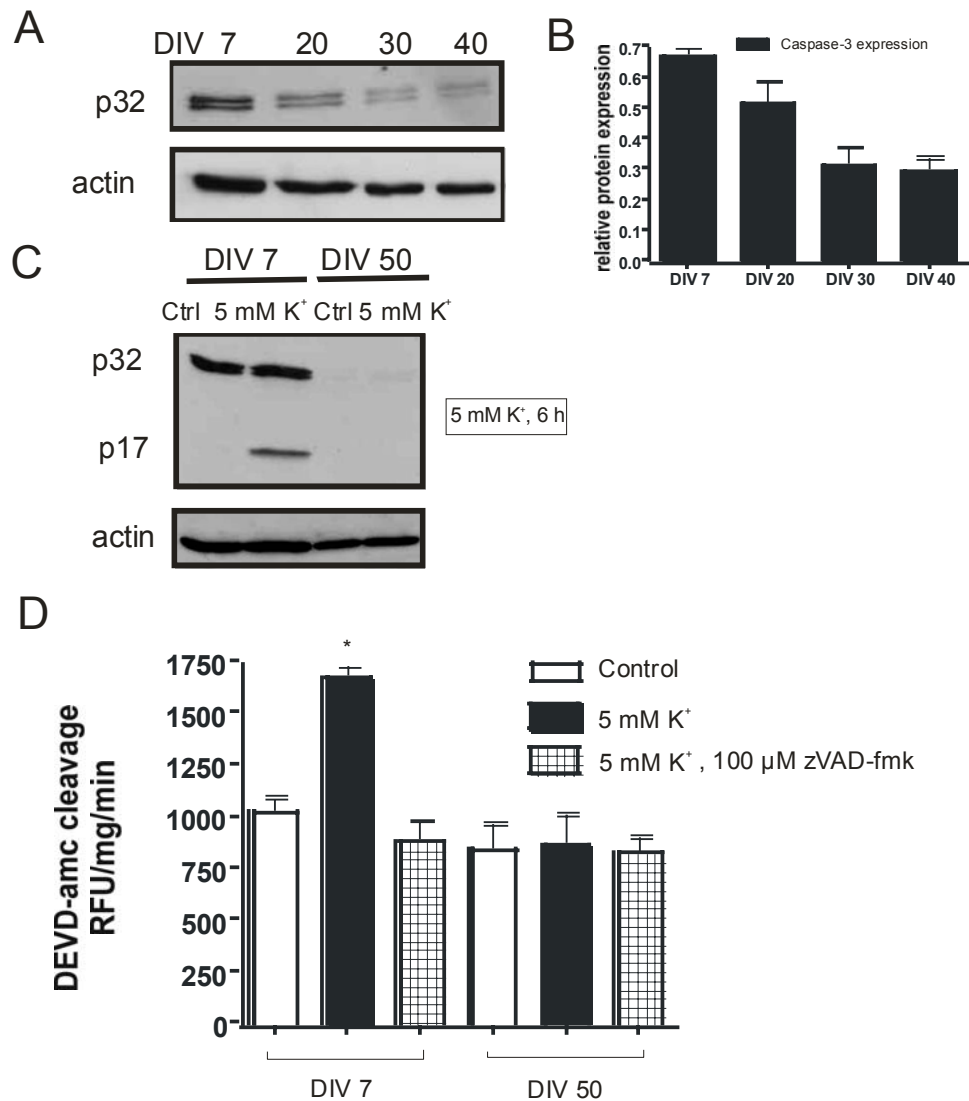 A
DIV 7 20 30 40
p32
actin
B
Caspase-3 expression
relative protein expression
0.7
0.6
0.5
0.4
0.3
0.2
0.1
0.0
DIV 7 DIV 20 DIV 30 DIV 40
C
DIV 7 DIV 50
Ctrl 5 mM K⁺ Ctrl 5 mM K⁺
p32
p17
actin
5 mM K⁺, 6 h
D
DEVD-amc cleavage
RFU/mg/min
1750
1500
1250
1000
750
500
250
0
*
Control
5 mM K⁺
5 mM K⁺ , 100 µM zVAD-fmk
DIV 7 DIV 50